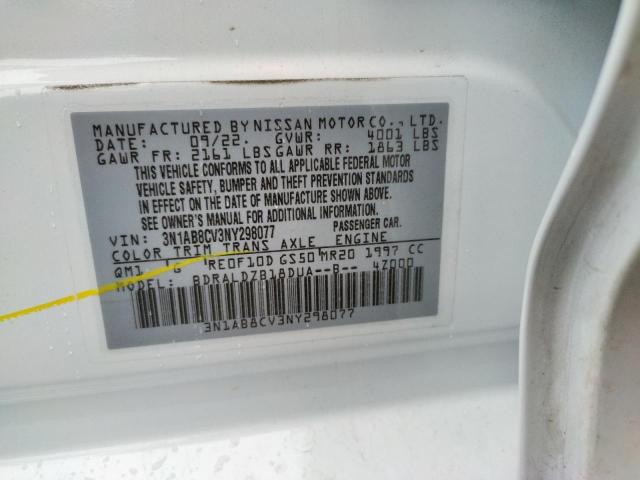 MANUFACTURED BY NISSAN MOTOR CO., LTD.
DATE: 09/22. GVWR: 4001 LBS
GAWR FR: 2161 LBS GAWR RR: 1863 LBS
THIS VEHICLE CONFORMS TO ALL APPLICABLE FEDERAL MOTOR
VEHICLE SAFETY, BUMPER AND THEFT PREVENTION STANDARDS
IN EFFECT ON THE DATE OF MANUFACTURE SHOWN ABOVE.
SEE OWNER'S MANUAL FOR ADDITIONAL INFORMATION.
VIN: 3N1AB8CV3NY298077 PASSENGER CAR.
COLOR TRIM TRANS AXLE ENGINE
QM1 G RE0F10D GS50 MR20 1997 CC
MODEL: BDRALDZB18DUA--B-- 4Z000
3N1AB8CV3NY298077